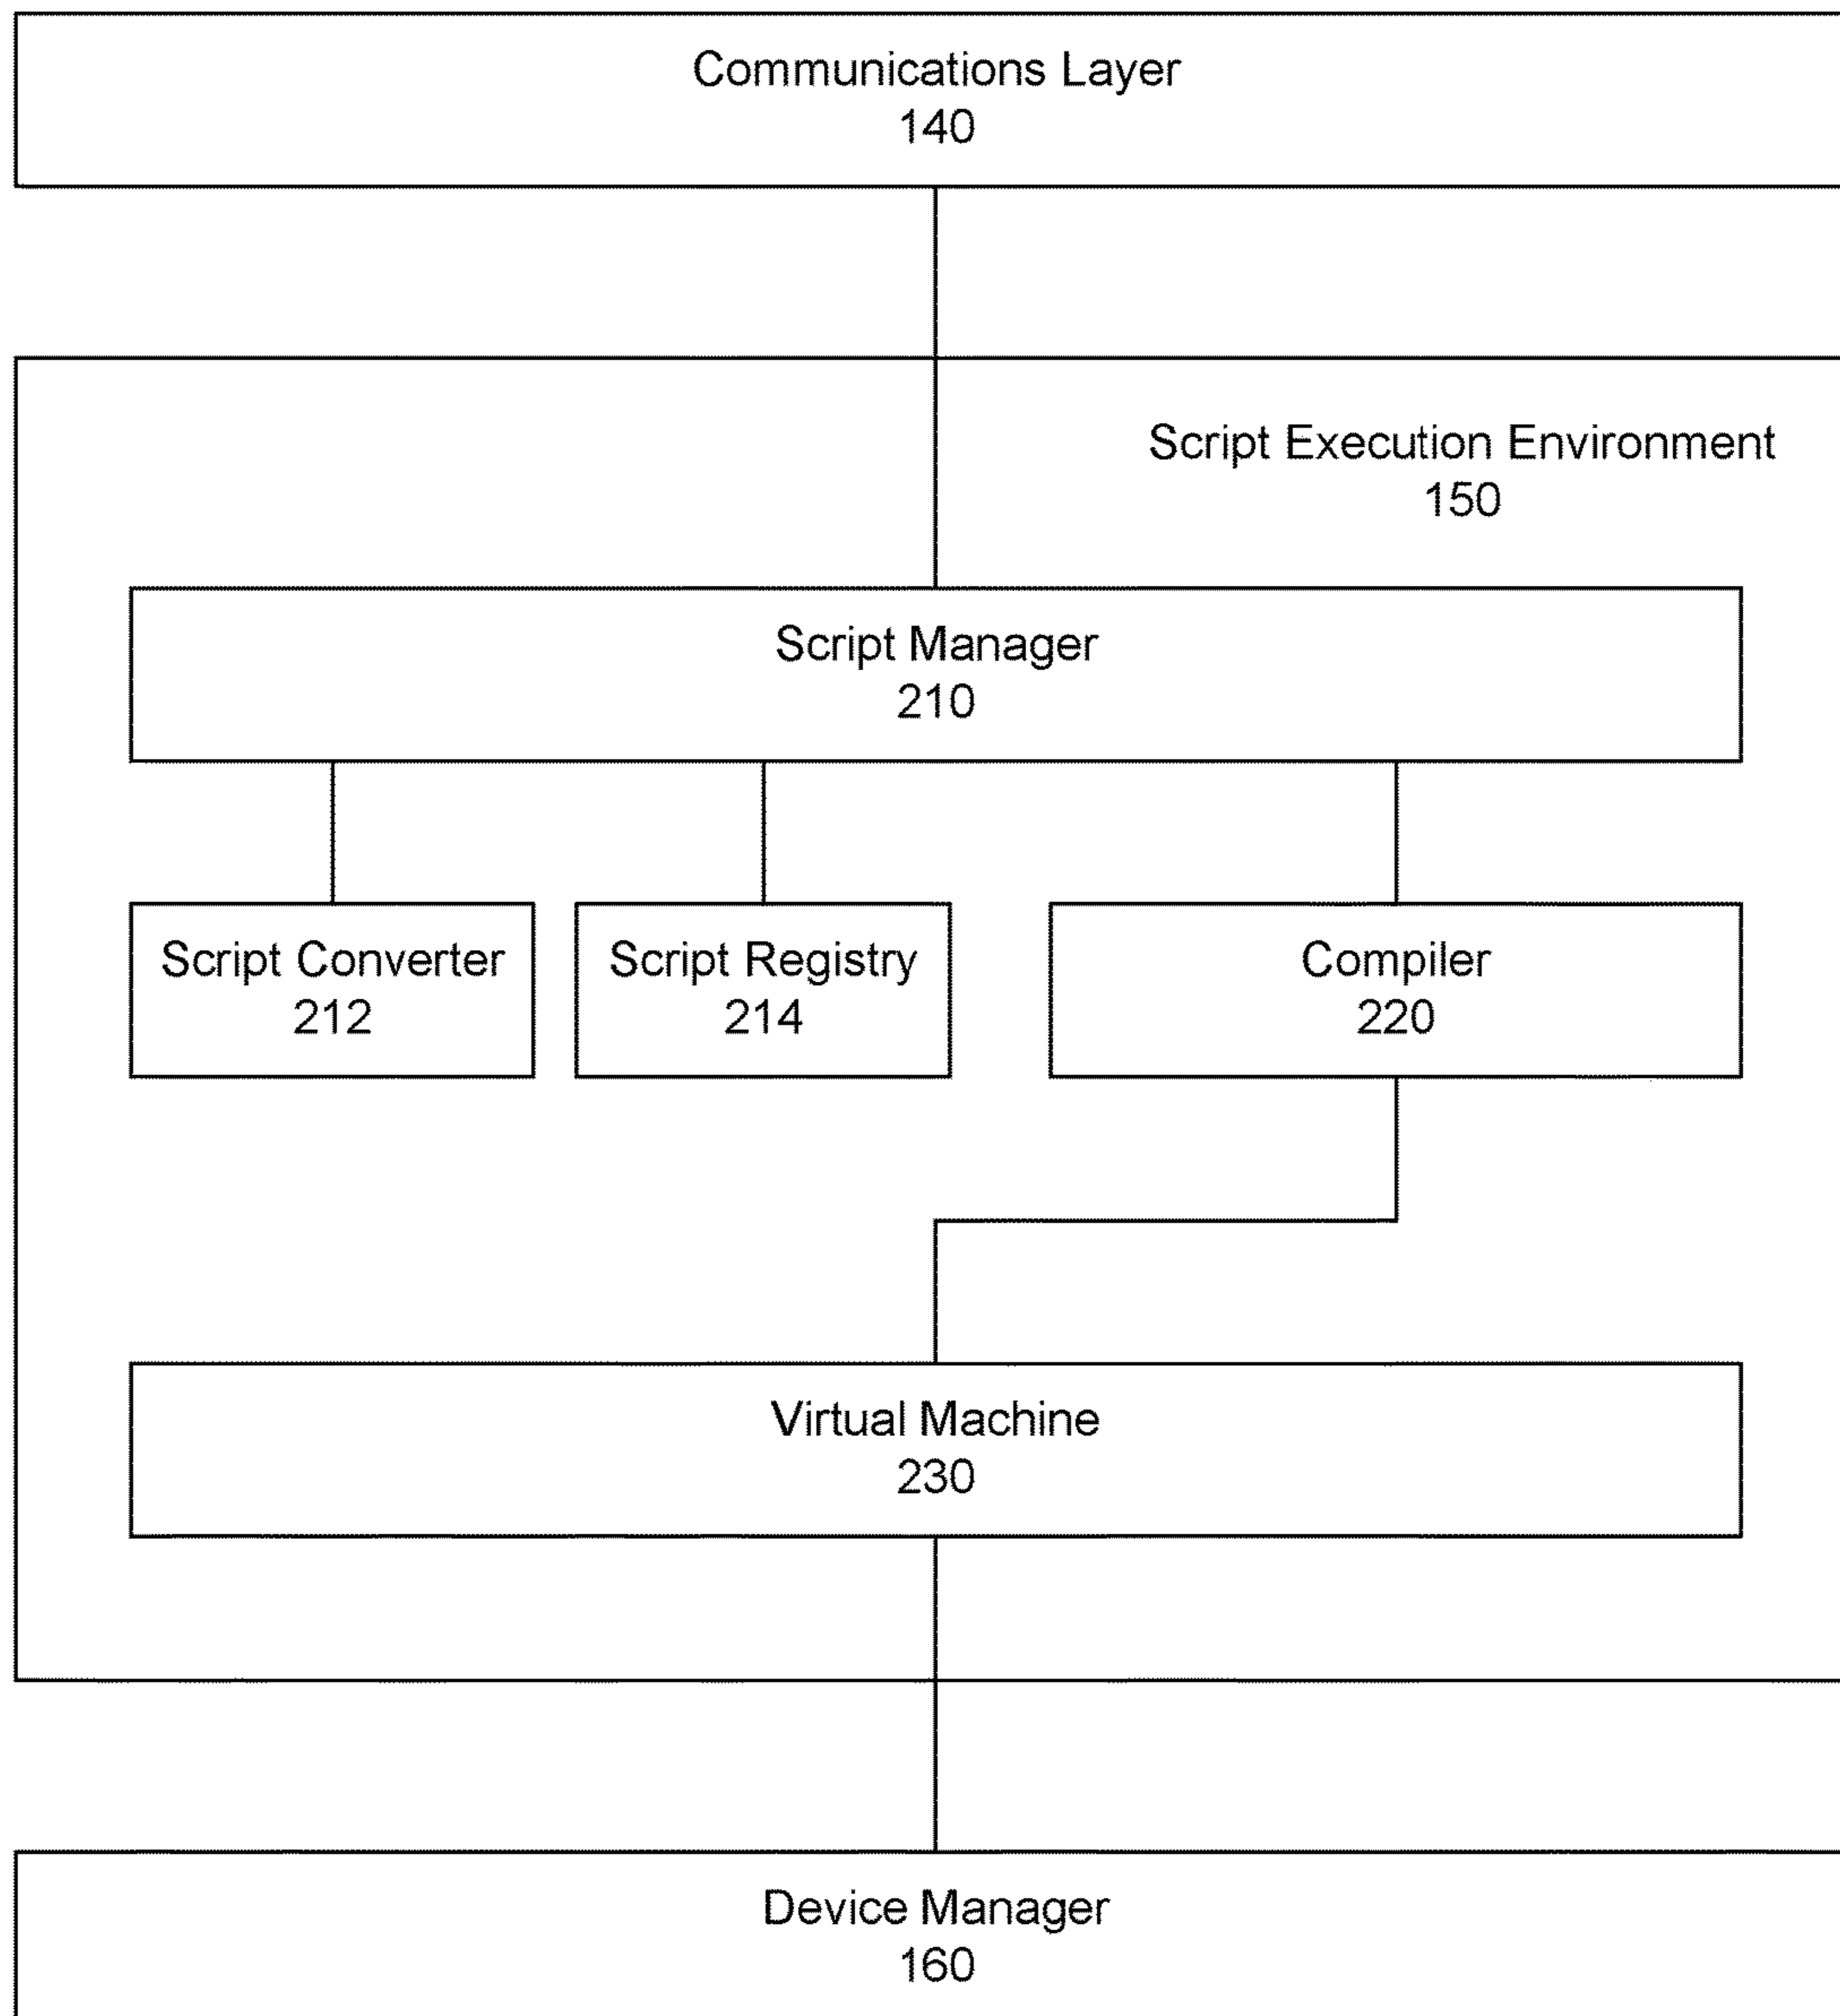 Communications Layer
140
Script Execution Environment
150
Script Manager
210
Script Converter
212
Script Registry
214
Compiler
220
Virtual Machine
230
Device Manager
160